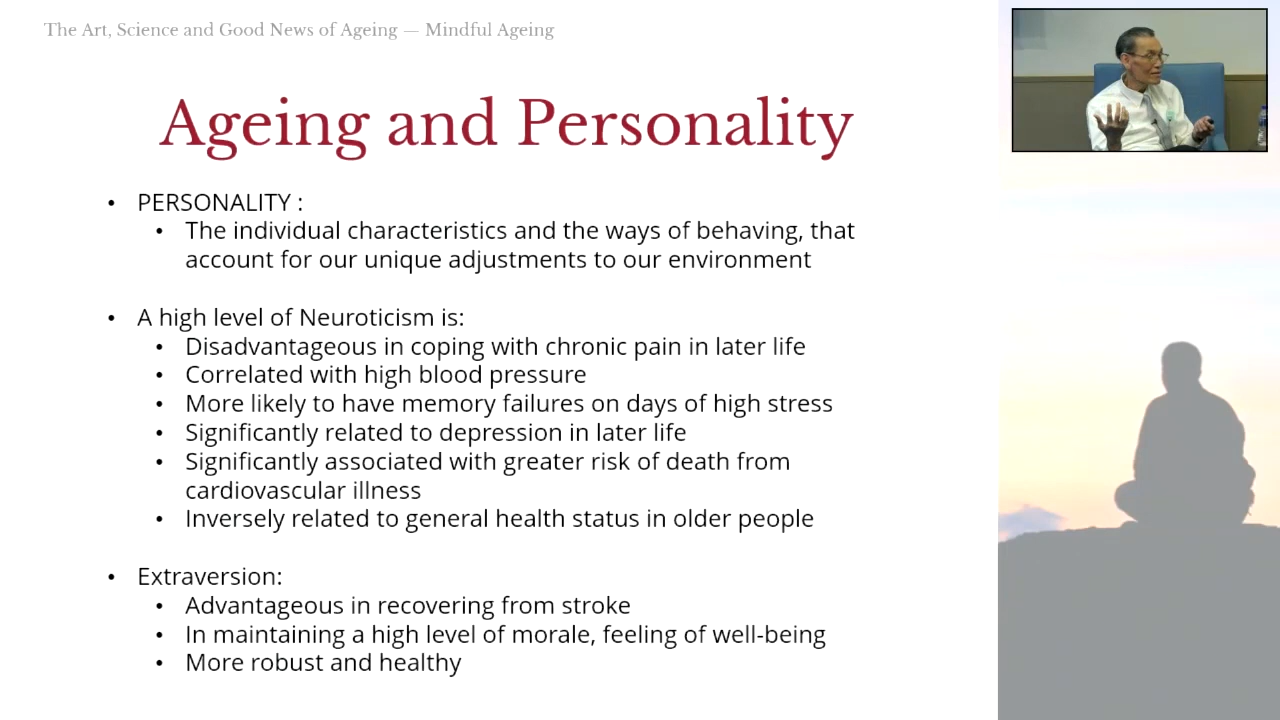 The Art, Science and Good News of Ageing — Mindful Ageing
Ageing and Personality
• PERSONALITY :
• The individual characteristics and the ways of behaving, that
account for our unique adjustments to our environment
• A high level of Neuroticism is:
• Disadvantageous in coping with chronic pain in later life
• Correlated with high blood pressure
• More likely to have memory failures on days of high stress
• Significantly related to depression in later life
• Significantly associated with greater risk of death from
cardiovascular illness
• Inversely related to general health status in older people
• Extraversion:
• Advantageous in recovering from stroke
• In maintaining a high level of morale, feeling of well-being
• More robust and healthy